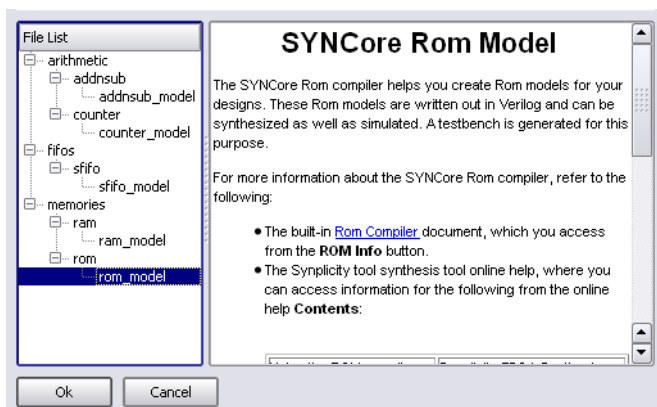 File List
arithmetic
addnsub
addnsub_model
counter
counter_model
fifos
sfifo
sfifo_model
memories
ram
ram_model
rom
rom_model
SYNCore Rom Model
The SYNCore Rom compiler helps you create Rom models for your
designs. These Rom models are written out in Verilog and can be
synthesized as well as simulated. A testbench is generated for this
purpose.
For more information about the SYNCore Rom compiler, refer to the
following:
•The built-in Rom Compiler document, which you access
from the ROM Info button.
•The Synplicity tool synthesis tool online help, where you
can access information for the following from the online
help Contents:
Ok
Cancel